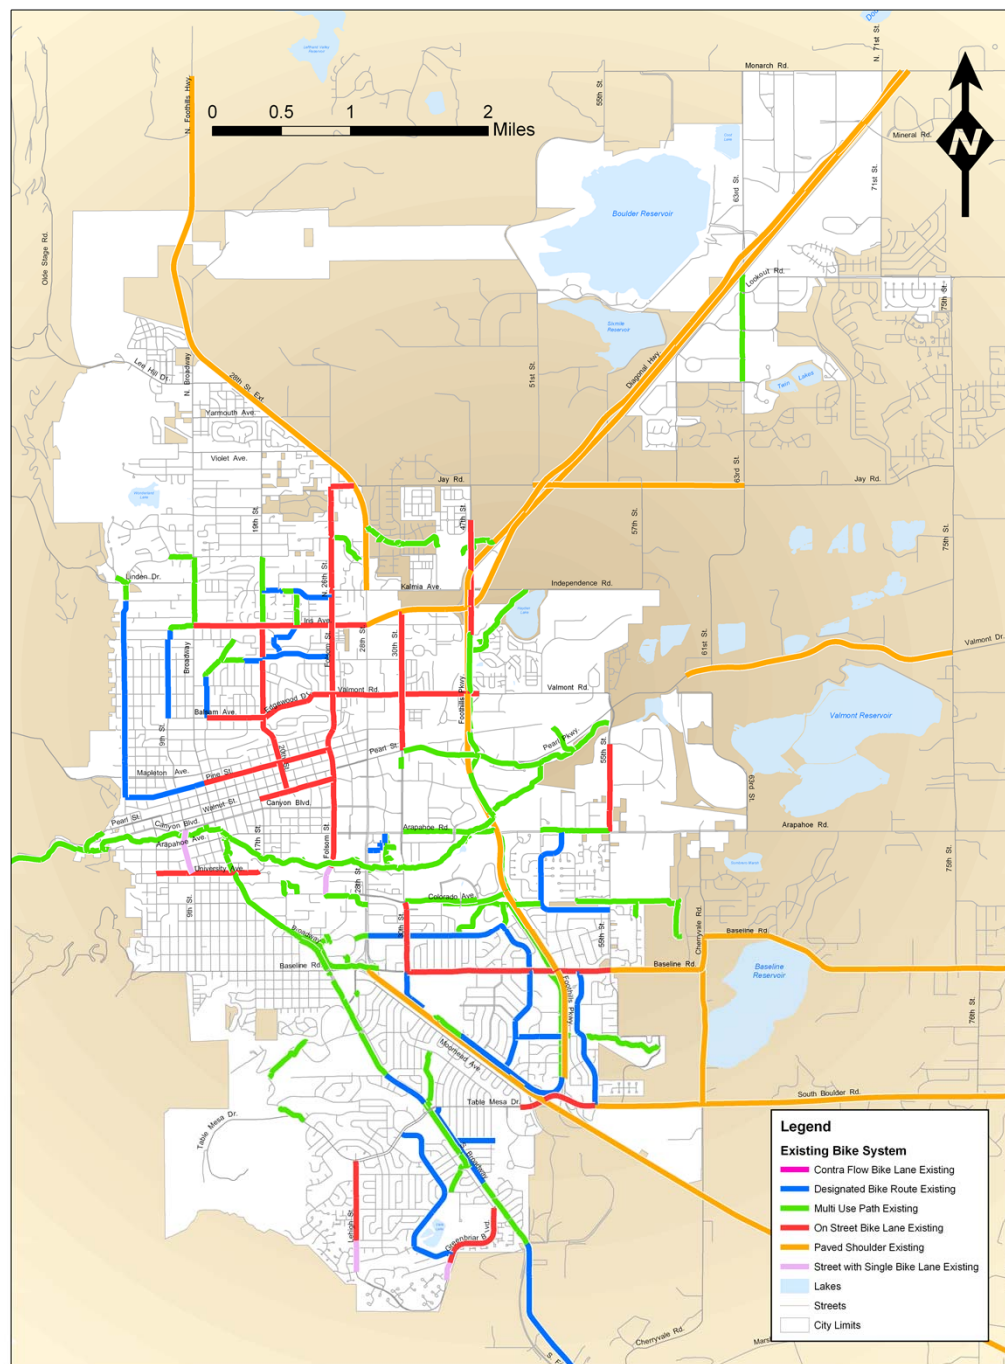 N. 71st St.
Monarch Rd.
N. Foothills Hwy.
0 0.5 1 2
Miles
55th St.
N
Mineral Rd.
63rd St.
71st St.
Boulder Reservoir
Olde Stage Rd.
Lookout Rd.
75th St.
Diagonal Hwy.
51st St.
Twin Lakes
N. Broadway
28th St. Ext.
Yarmouth Ave.
Violet Ave.
Jay Rd.
63rd St.
Jay Rd.
19th St.
47th St.
57th St.
75th St.
Linden Dr.
N. 26th St.
Kalmia Ave.
Independence Rd.
Iris Ave.
Broadway
Folsom St.
28th St.
30th St.
61st St.
Valmont Dr.
Edgewood Dr.
Valmont Rd.
Foothills Pkwy.
Valmont Rd.
Balsam Ave.
Valmont Reservoir
9th St.
20th St.
Pearl St.
Pearl Pkwy.
55th St.
Mapleton Ave.
Pine St.
63rd St.
Walnut St.
Canyon Blvd.
Pearl St.
Canyon Blvd.
Arapahoe Ave.
17th St.
Folsom St.
Arapahoe Rd.
Arapahoe Rd.
University Ave.
28th St.
75th St.
9th St.
Colorado Ave.
Broadway
30th St.
55th St.
Cherryvale Rd.
Baseline Rd.
Baseline Rd.
Baseline Rd.
Baseline Reservoir
Foothills Pkwy.
76th St.
Moorhead Ave
Table Mesa Dr.
South Boulder Rd.
Table Mesa Dr.
S. Broadway
Lehigh St.
Greenbriar Blvd.
Cherryvale Rd.
Legend
Existing Bike System
Contra Flow Bike Lane Existing
Designated Bike Route Existing
Multi Use Path Existing
On Street Bike Lane Existing
Paved Shoulder Existing
Street with Single Bike Lane Existing
Lakes
Streets
City Limits